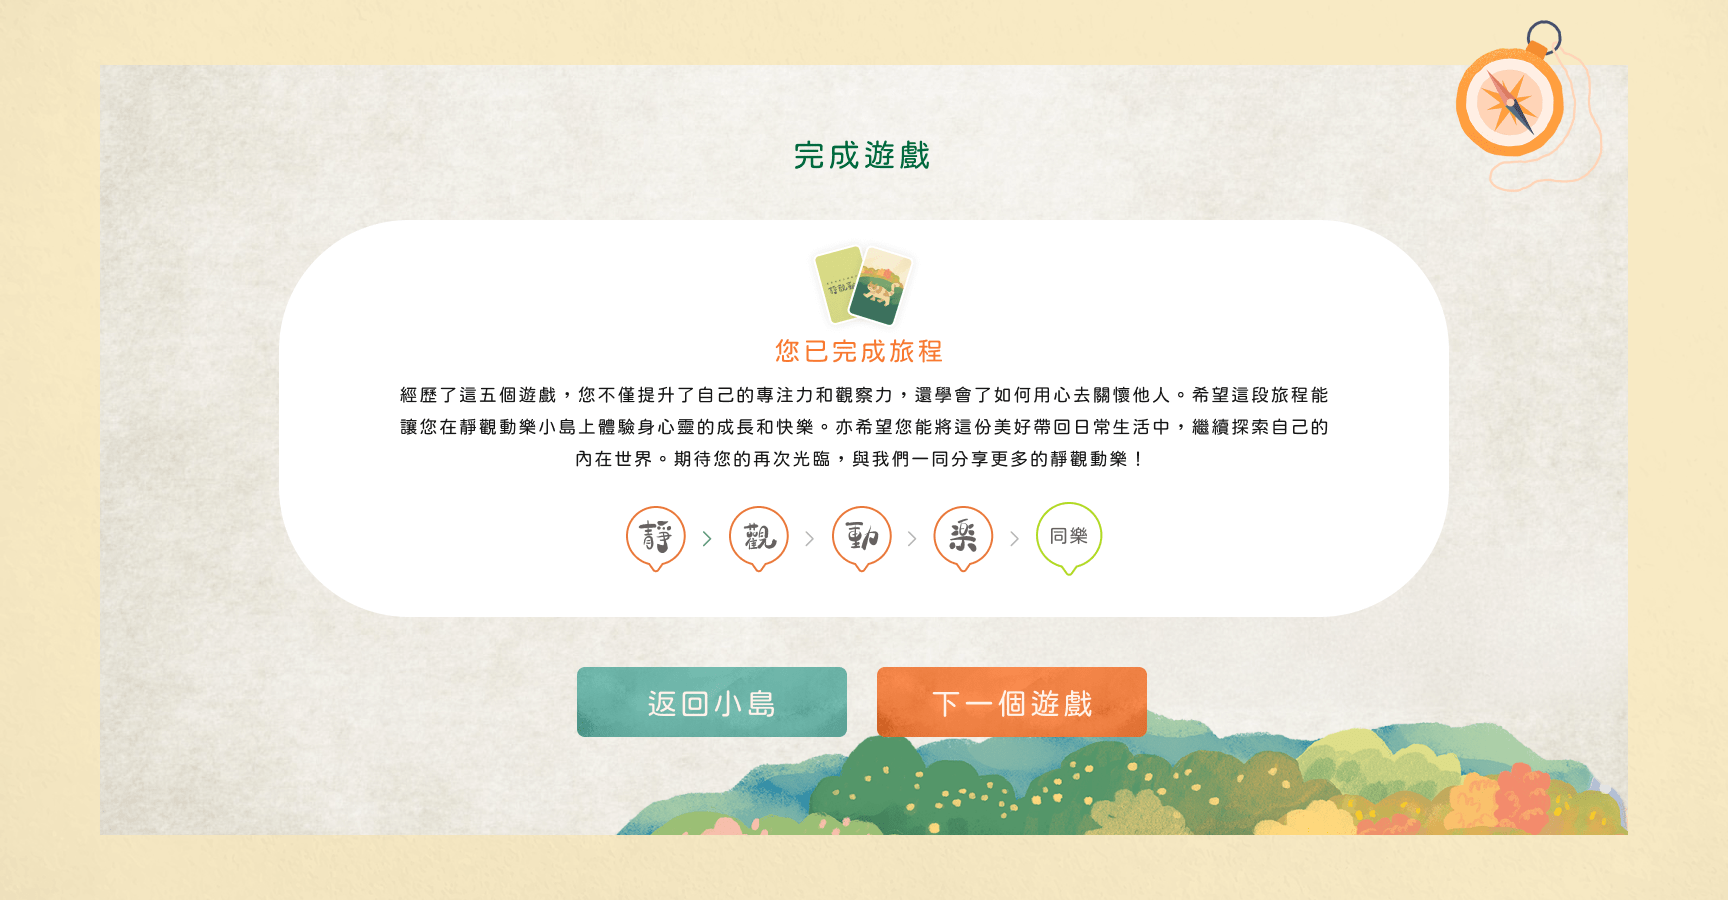 完成遊戲
您已完成旅程
經歷了這五個遊戲，您不僅提升了自己的專注力和觀察力，還學會了如何用心去關懷他人。希望這段旅程能
讓您在靜觀動樂小島上體驗身心靈的成長和快樂。亦希望您能將這份美好帶回日常生活中，繼續探索自己的
內在世界。期待您的再次光臨，與我們一同分享更多的靜觀動樂！
靜 > 觀 > 動 > 楽 > 同樂
返回小島
下一個遊戲